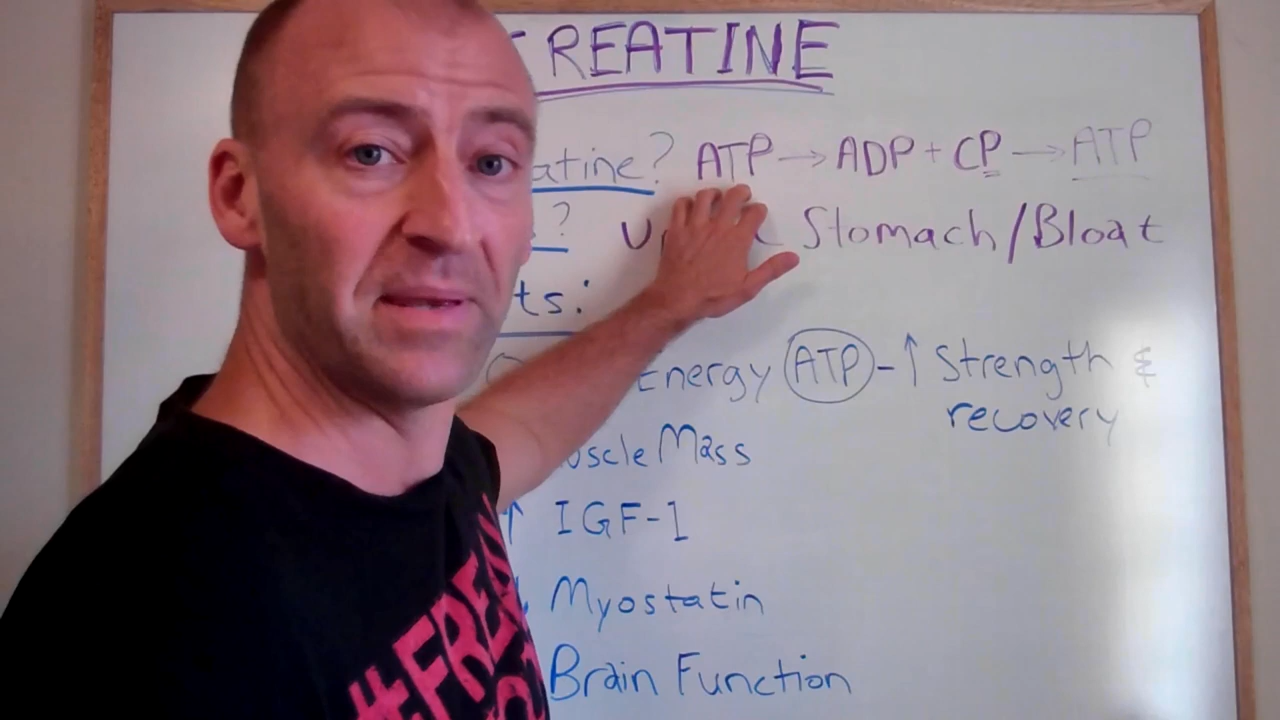 REATINE
atine? ATP → ADP + CP → ATP
? Stomach/Bloat
ts:
Energy ATP - ↑ Strength &
recovery
uscle Mass
↑ IGF-1
Myostatin
Brain Function
#FREE